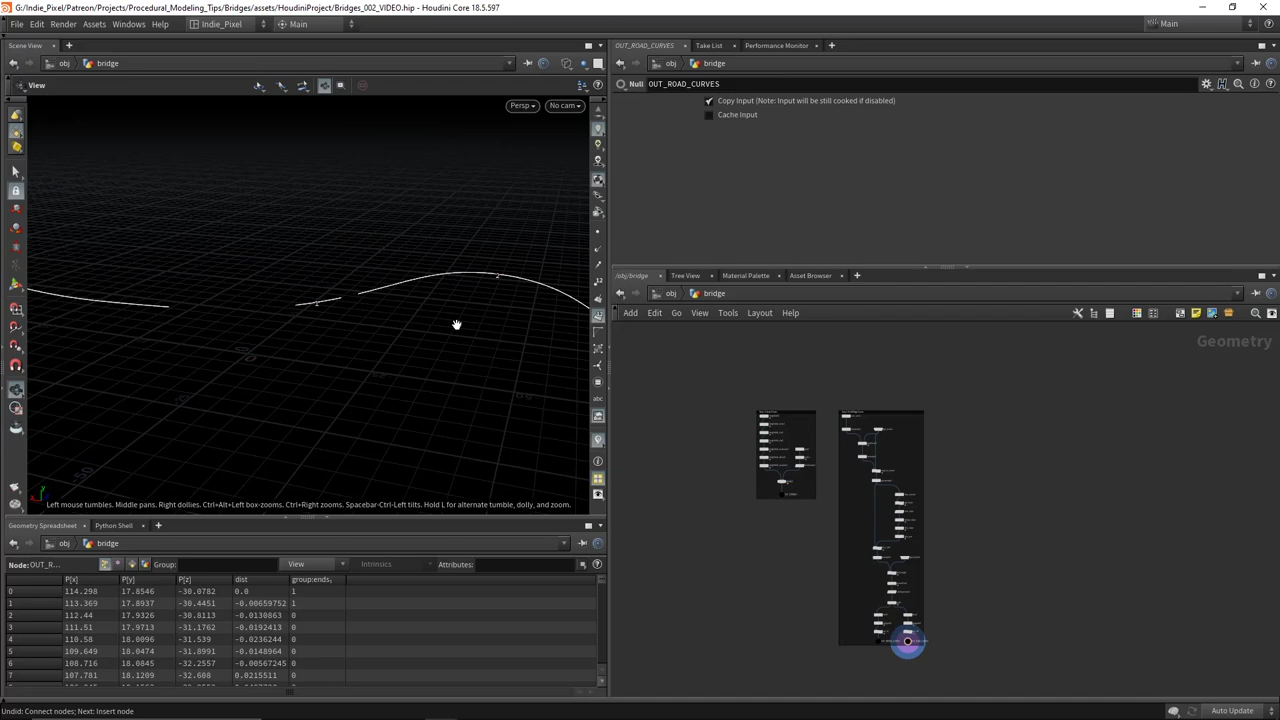 G:/Indie_Pixel/Patreon/Projects/Procedural_Modeling_Tips/Bridges/assets/HoudiniProject/Bridges_002_VIDEO.hip - Houdini Core 18.5.597
File Edit Render Assets Windows Help Indie_Pixel Main Main
Scene View
obj bridge
View
Persp No cam
Left mouse tumbles. Middle pans. Right dollies. Ctrl+Alt+Left box-zooms. Ctrl+Right zooms. Spacebar-Ctrl-Left tilts. Hold L for alternate tumble, dolly, and zoom.
Geometry Spreadsheet Python Shell
obj bridge
Node: OUT_R... Group: View Intrinsics Attributes:
P[x] P[y] P[z] dist group:ends
0 114.298 17.8546 -30.0782 0.0 1
1 113.369 17.8937 -30.4451 -0.00659752 1
2 112.44 17.9326 -30.8113 -0.0130863 0
3 111.51 17.9713 -31.1762 -0.0192413 0
4 110.58 18.0096 -31.539 -0.0236244 0
5 109.649 18.0474 -31.8991 -0.0148964 0
6 108.716 18.0845 -32.2557 -0.00567245 0
7 107.781 18.1209 -32.608 0.0215511 0
Undid: Connect nodes; Next: Insert node
OUT_ROAD_CURVES Take List Performance Monitor
obj bridge
Null OUT_ROAD_CURVES
Copy Input (Note: Input will be still cooked if disabled)
Cache Input
/obj/bridge Tree View Material Palette Asset Browser
obj bridge
Add Edit Go View Tools Layout Help
Geometry
Auto Update